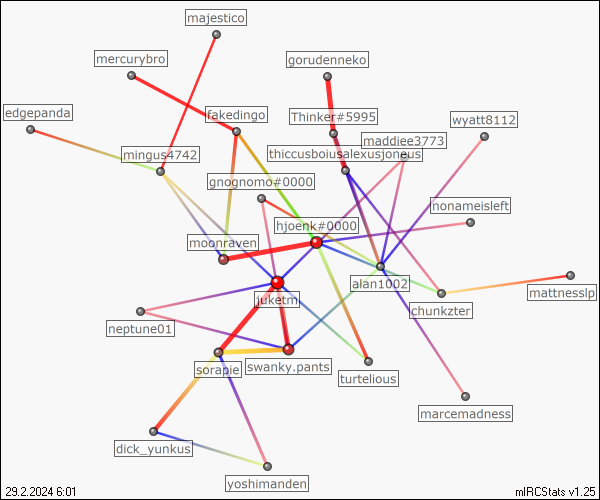 majestico
mercurybro
gorudenneko
edgepanda
fakedingo
Thinker#5995
wyatt8112
maddiee3773
mingus4742
thiccusboiusalexusjoneus
gnognomo#0000
nonameisleft
hjoenk#0000
moonraven
alan1002
mattnesslp
juketml
chunkzter
neptune01
sorapie
swanky.pants
turtelious
marcemadness
dick_yunkus
yoshimanden
29.2.2024 6:01
mIRCStats v1.25